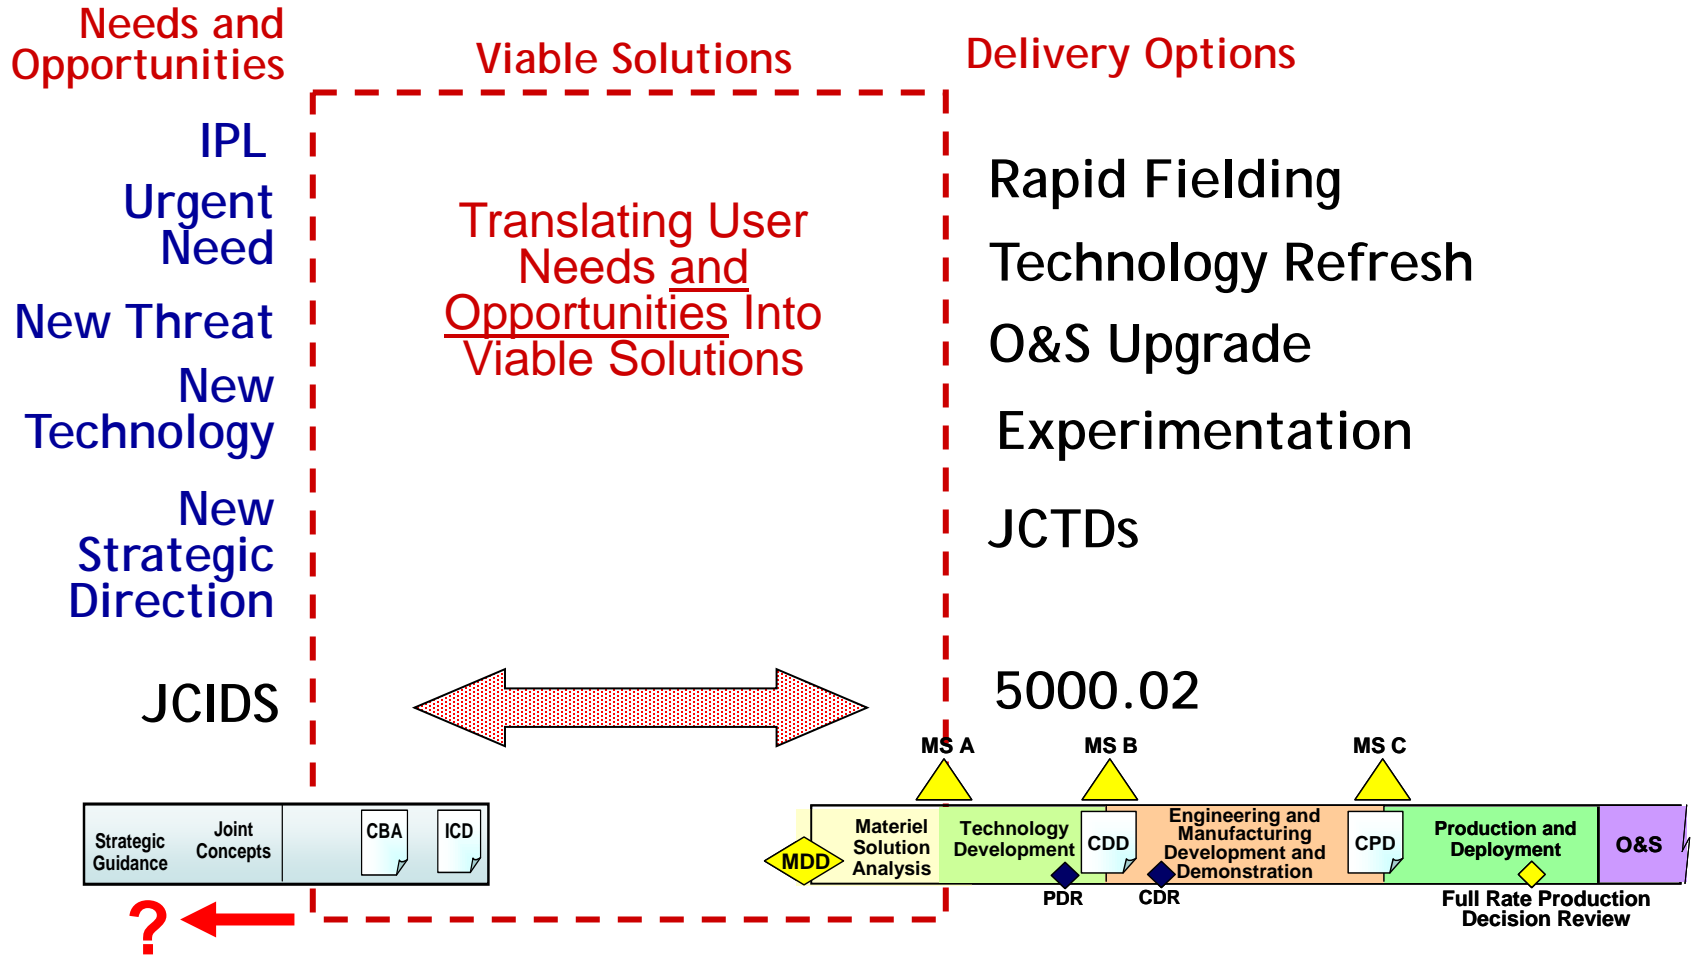 Needs and
Opportunities
Viable Solutions
Delivery Options
IPL
Urgent
Need
New Threat
New
Technology
New
Strategic
Direction
JCIDS
Translating User
Needs and
Opportunities Into
Viable Solutions
Rapid Fielding
Technology Refresh
O&S Upgrade
Experimentation
JCTDs
5000.02
MS A
MS B
MS C
Strategic
Guidance
Joint
Concepts
CBA
ICD
MDD
Materiel
Solution
Analysis
Technology
Development
CDD
Engineering and
Manufacturing
Development and
Demonstration
CPD
Production and
Deployment
O&S
PDR
CDR
Full Rate Production
Decision Review
?